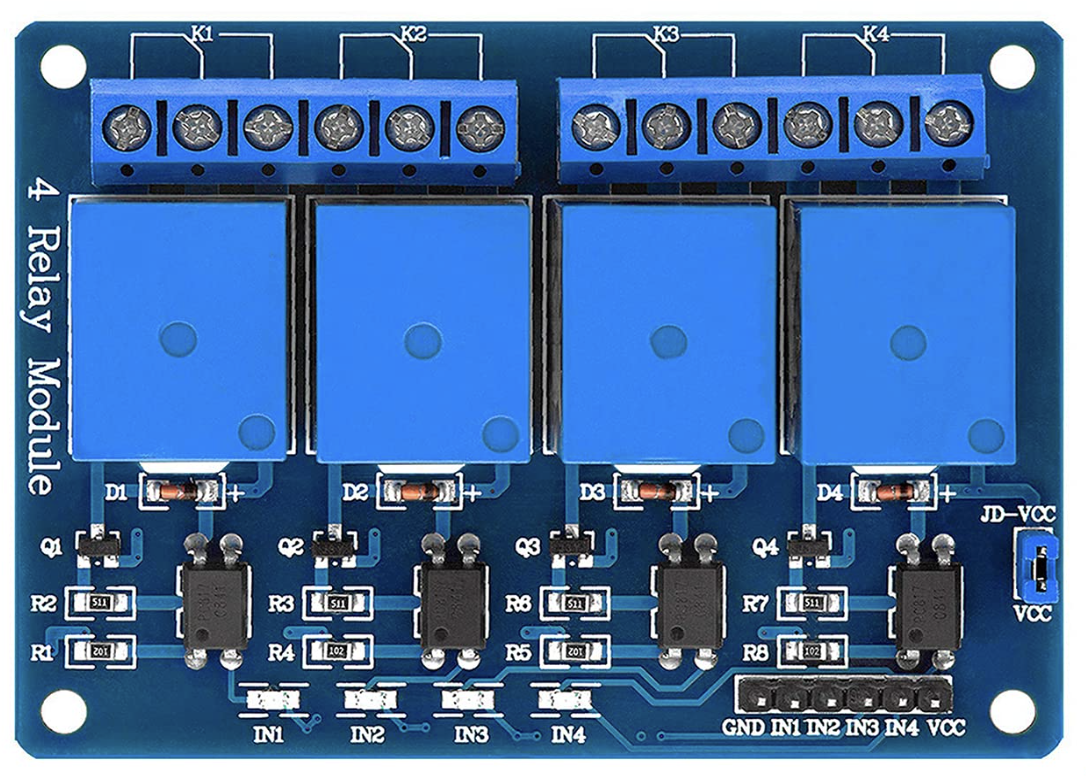 K1 K2 K3 K4
4 Relay Module
D1 + D2 + D3 + D4 +
JD-VCC
Q1 Q2 Q3 Q4
R2 511 R3 511 R6 511 R7 511
PC817 PC817
VCC
R1 102 R4 102 R5 102 R8 102
IN1 IN2 IN3 IN4
GND IN1 IN2 IN3 IN4 VCC